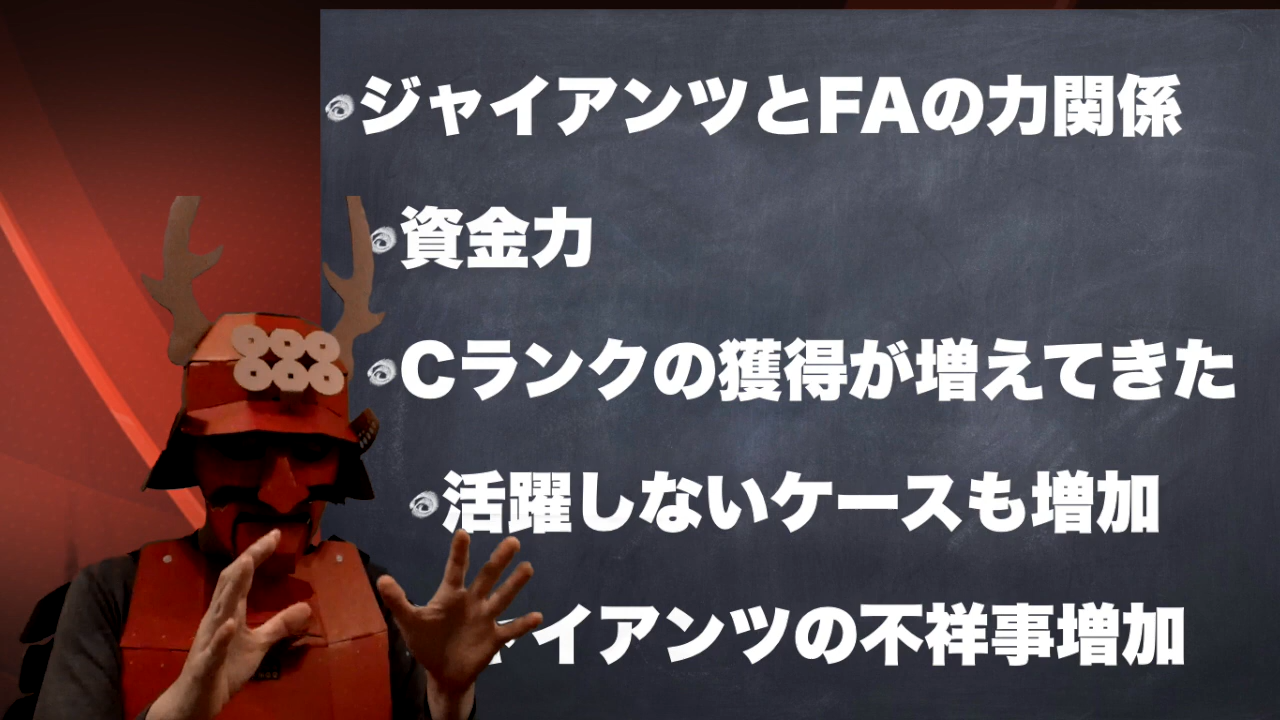 ジャイアンツとFAの力関係
資金力
Cランクの獲得が増えてきた
活躍しないケースも増加
イアンツの不祥事増加